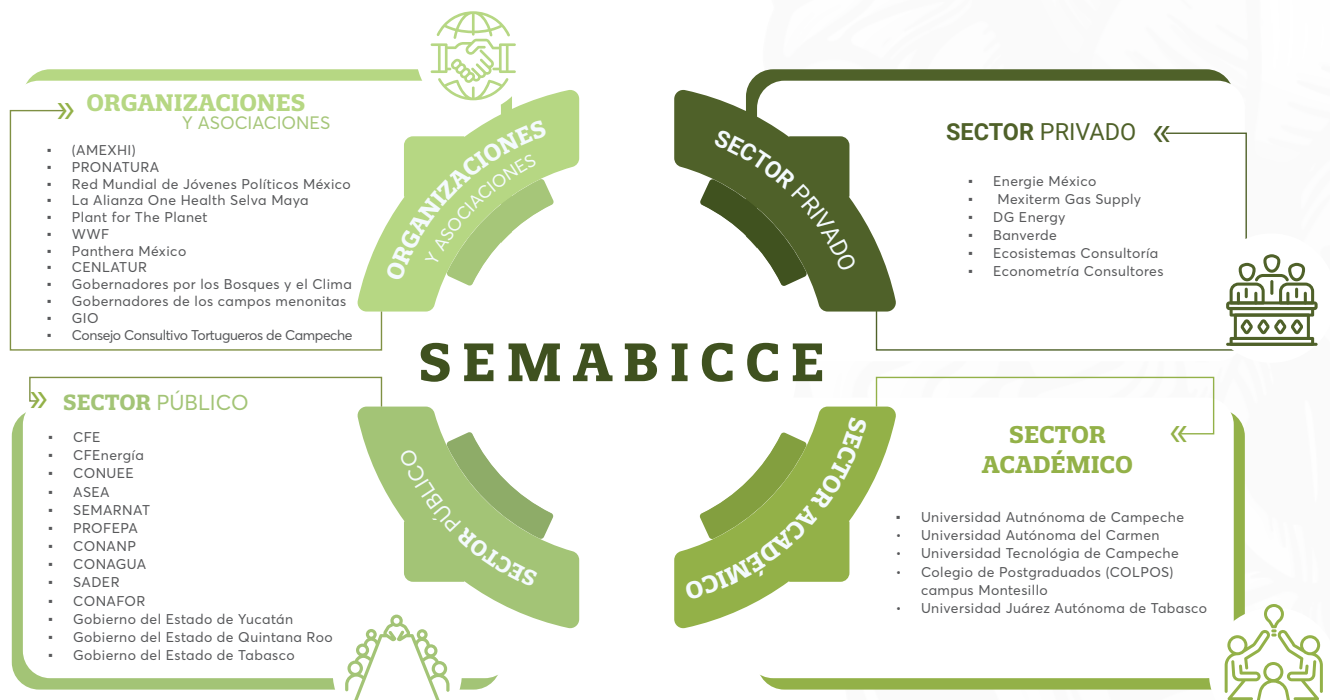 ORGANIZACIONES
Y ASOCIACIONES
▪ (AMEXHI)
▪ PRONATURA
▪ Red Mundial de Jóvenes Políticos México
▪ La Alianza One Health Selva Maya
▪ Plant for The Planet
▪ WWF
▪ Panthera México
▪ CENLATUR
▪ Gobernadores por los Bosques y el Clima
▪ Gobernadores de los campos menonitas
▪ GIO
▪ Consejo Consultivo Tortugueros de Campeche
ORGANIZACIONES
Y ASOCIACIONES
SECTOR PRIVADO
SECTOR PRIVADO
▪ Energie México
▪ Mexiterm Gas Supply
▪ DG Energy
▪ Banverde
▪ Ecosistemas Consultoría
▪ Econometría Consultores
SEMABICCE
SECTOR PÚBLICO
▪ CFE
▪ CFEnergía
▪ CONUEE
▪ ASEA
▪ SEMARNAT
▪ PROFEPA
▪ CONANP
▪ CONAGUA
▪ SADER
▪ CONAFOR
▪ Gobierno del Estado de Yucatán
▪ Gobierno del Estado de Quintana Roo
▪ Gobierno del Estado de Tabasco
SECTOR PÚBLICO
SECTOR ACADÉMICO
SECTOR
ACADÉMICO
▪ Universidad Autnónoma de Campeche
▪ Universidad Autónoma del Carmen
▪ Universidad Tecnológia de Campeche
▪ Colegio de Postgraduados (COLPOS)
campus Montesillo
▪ Universidad Juárez Autónoma de Tabasco